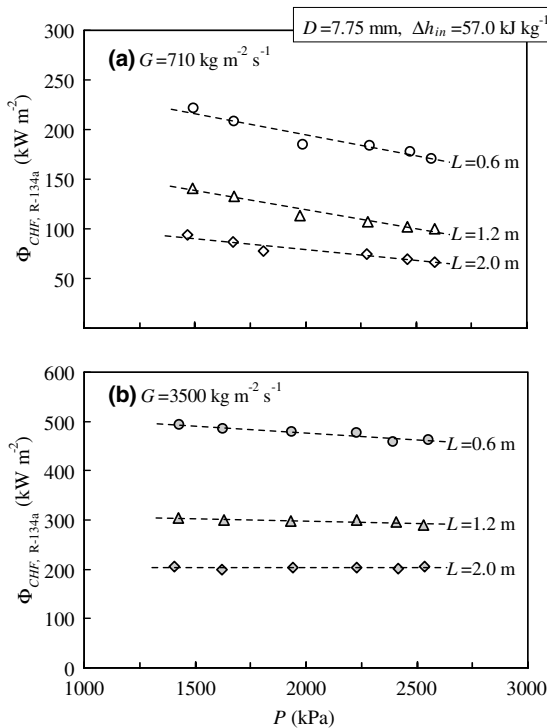 D=7.75 mm, Δh_in =57.0 kJ kg⁻¹
(a) G=710 kg m⁻² s⁻¹
300
250
200
150
100
50
Φ_CHF, R-134a (kW m⁻²)
L=0.6 m
L=1.2 m
L=2.0 m
(b) G=3500 kg m⁻² s⁻¹
600
500
400
300
200
100
0
Φ_CHF, R-134a (kW m⁻²)
L=0.6 m
L=1.2 m
L=2.0 m
1000 1500 2000 2500 3000
P (kPa)